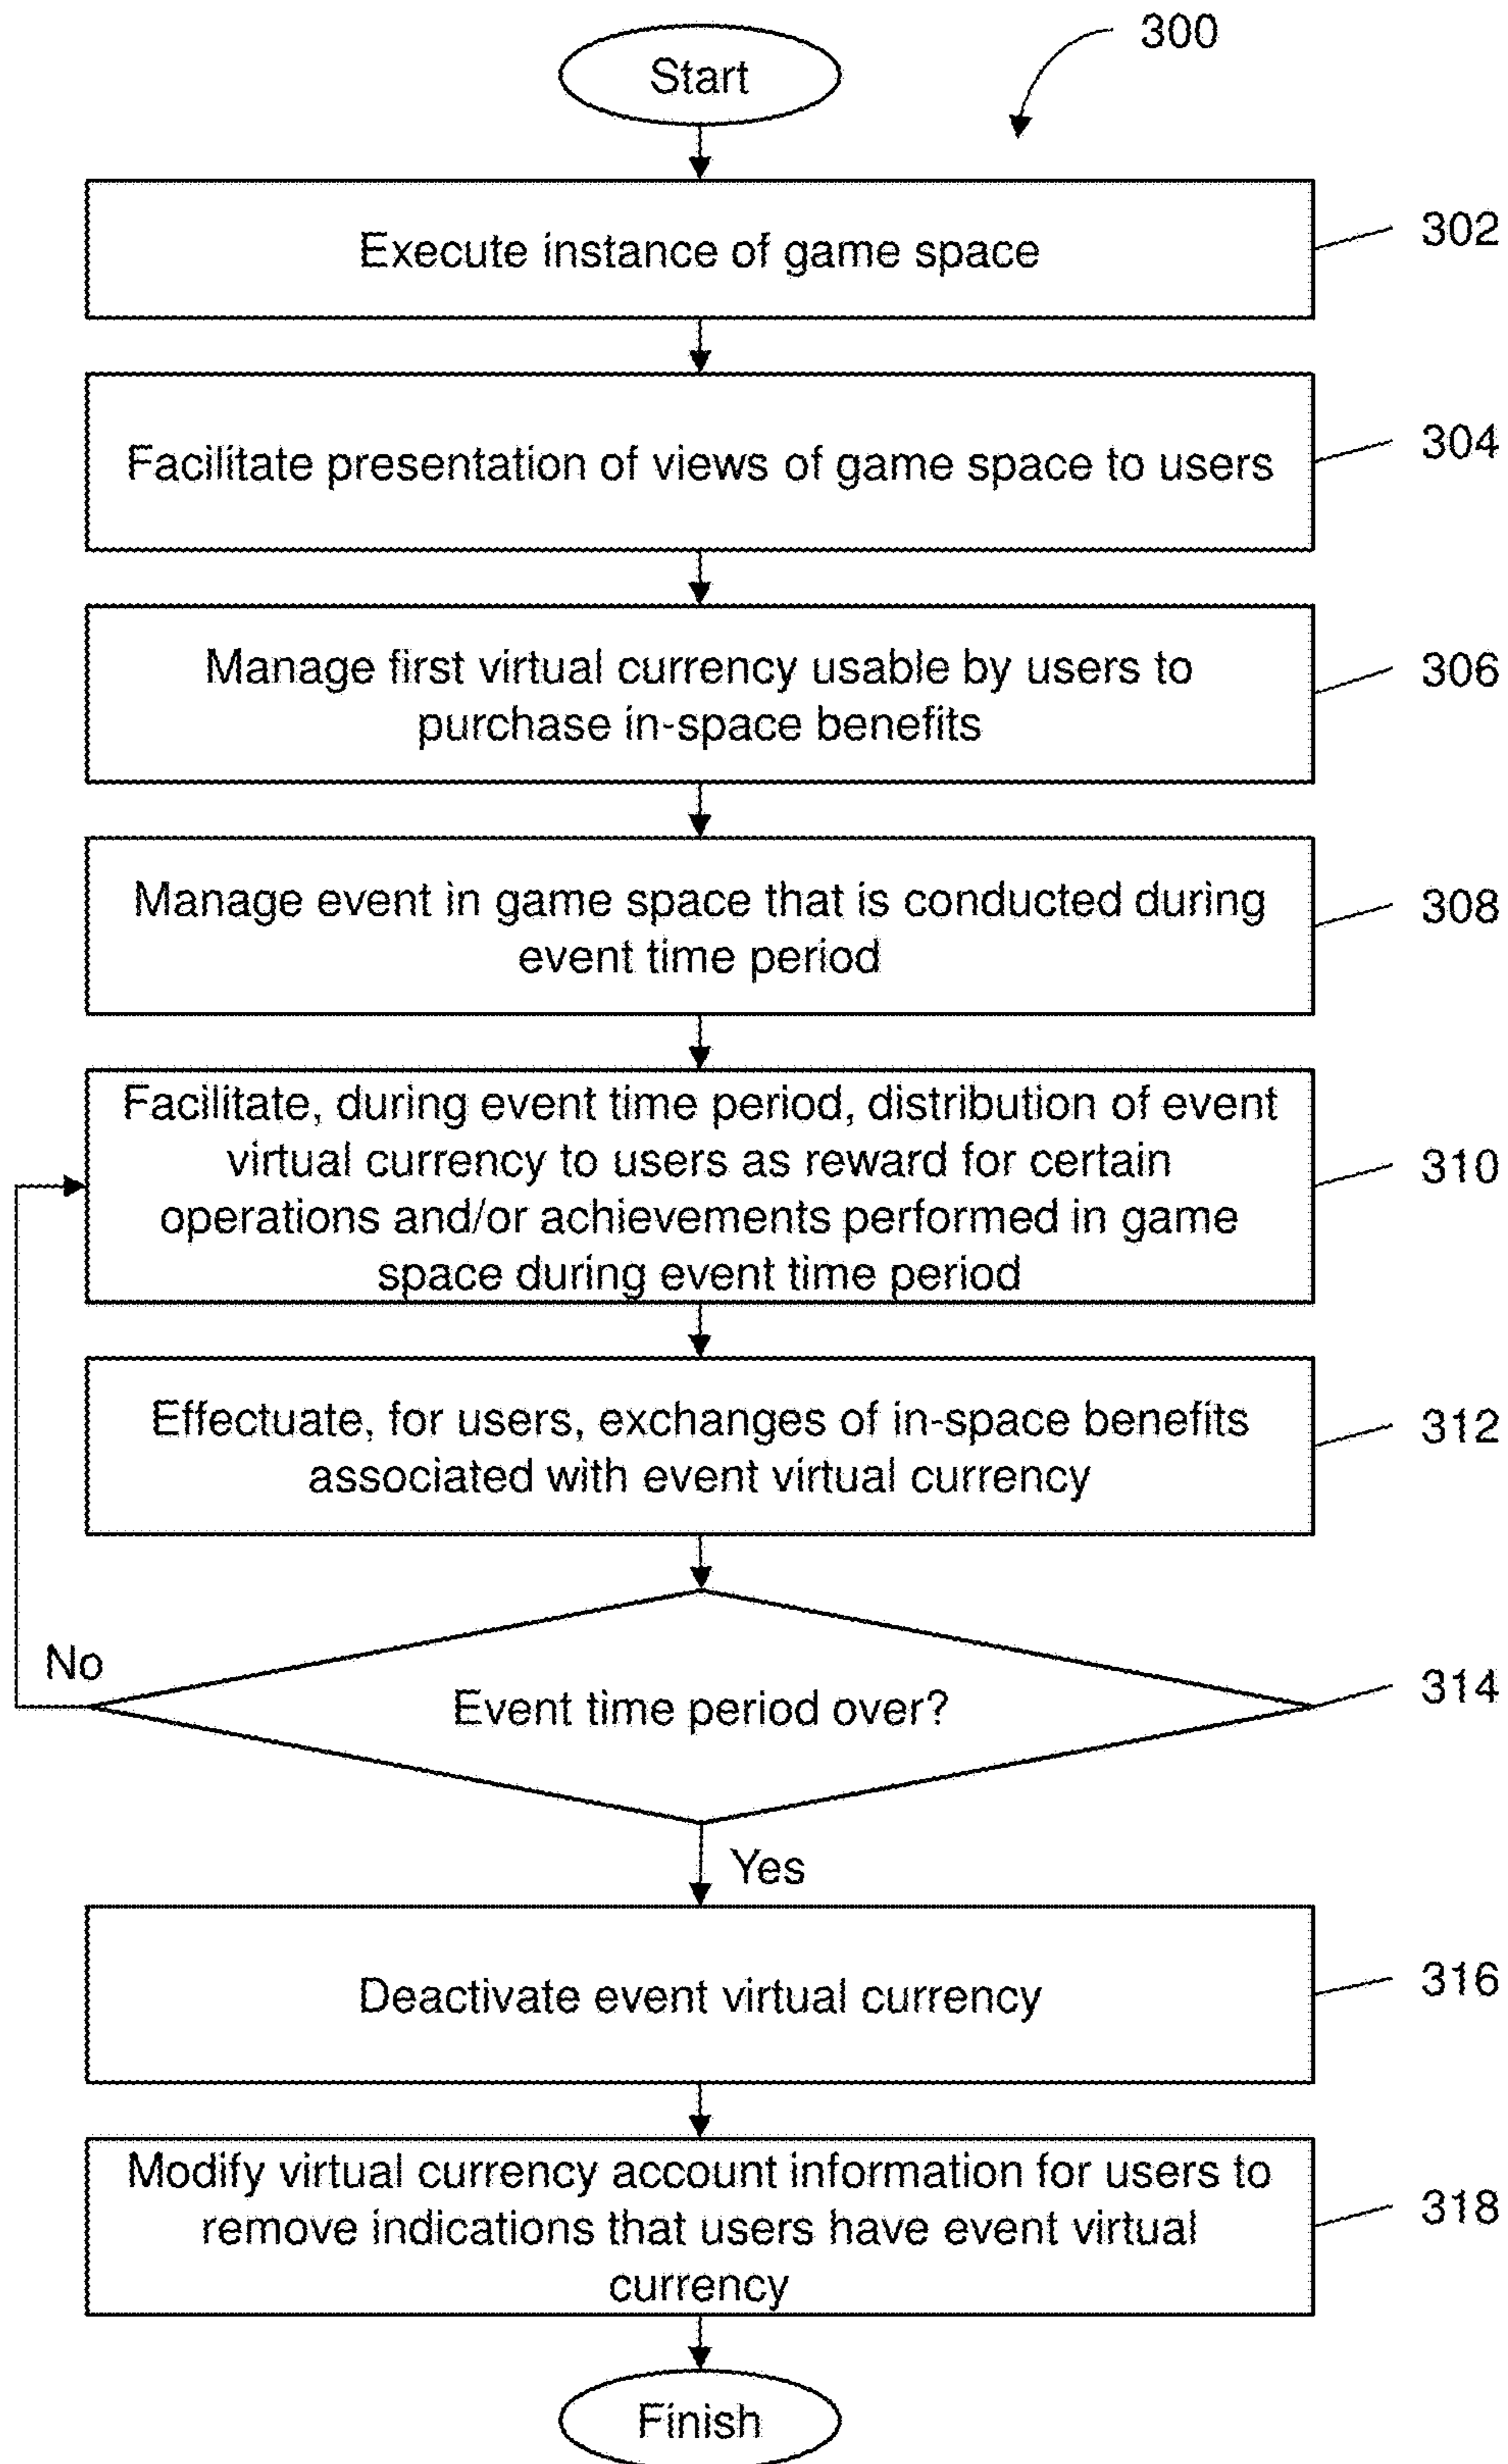 Start
300
Execute instance of game space
302
Facilitate presentation of views of game space to users
304
Manage first virtual currency usable by users to
purchase in-space benefits
306
Manage event in game space that is conducted during
event time period
308
Facilitate, during event time period, distribution of event
virtual currency to users as reward for certain
operations and/or achievements performed in game
space during event time period
310
Effectuate, for users, exchanges of in-space benefits
associated with event virtual currency
312
No
Event time period over?
314
Yes
Deactivate event virtual currency
316
Modify virtual currency account information for users to
remove indications that users have event virtual
currency
318
Finish